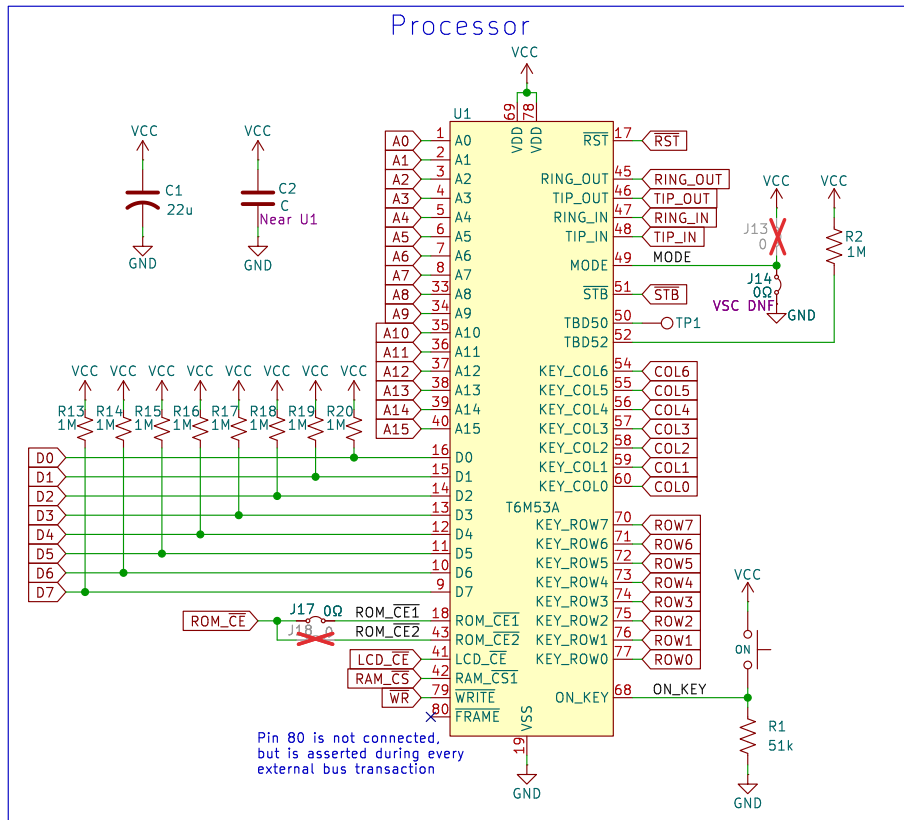 Processor
VCC
U1
VCC
VCC
C1
22u
C2
C
Near U1
GND
GND
69
78
VDD
VDD
A0 1 A0
A1 2 A1
A2 3 A2
A3 4 A3
A4 5 A4
A5 6 A5
A6 7 A6
A7 8 A7
A8 33 A8
A9 34 A9
A10 35 A10
A11 36 A11
A12 37 A12
A13 38 A13
A14 39 A14
A15 40 A15
RST 17 RST
RING_OUT 45 RING_OUT
TIP_OUT 46 TIP_OUT
RING_IN 47 RING_IN
TIP_IN 48 TIP_IN
MODE 49 MODE
STB 51 STB
TBD50 50 TP1
TBD52 52
VCC
VCC
J13
0
R2
1M
J14
0Ω
VSC DNF
GND
KEY_COL6 54 COL6
KEY_COL5 55 COL5
KEY_COL4 56 COL4
KEY_COL3 57 COL3
KEY_COL2 58 COL2
KEY_COL1 59 COL1
KEY_COL0 60 COL0
VCC VCC VCC VCC VCC VCC VCC VCC
R13 R14 R15 R16 R17 R18 R19 R20
1M 1M 1M 1M 1M 1M 1M 1M
D0 16 D0
D1 15 D1
D2 14 D2
D3 13 D3
D4 12 D4
D5 11 D5
D6 10 D6
D7 9 D7
T6M53A
KEY_ROW7 70 ROW7
KEY_ROW6 71 ROW6
KEY_ROW5 72 ROW5
KEY_ROW4 73 ROW4
KEY_ROW3 74 ROW3
KEY_ROW2 75 ROW2
KEY_ROW1 76 ROW1
KEY_ROW0 77 ROW0
ON_KEY 68 ON_KEY
VCC
ON
R1
51k
GND
J17 0Ω
ROM_CE
ROM_CE1 18 ROM_CE1
J18 0
ROM_CE2 43 ROM_CE2
LCD_CE 41 LCD_CE
RAM_CS 42 RAM_CS1
WR 79 WRITE
80 FRAME
VSS
19
GND
Pin 80 is not connected,
but is asserted during every
external bus transaction